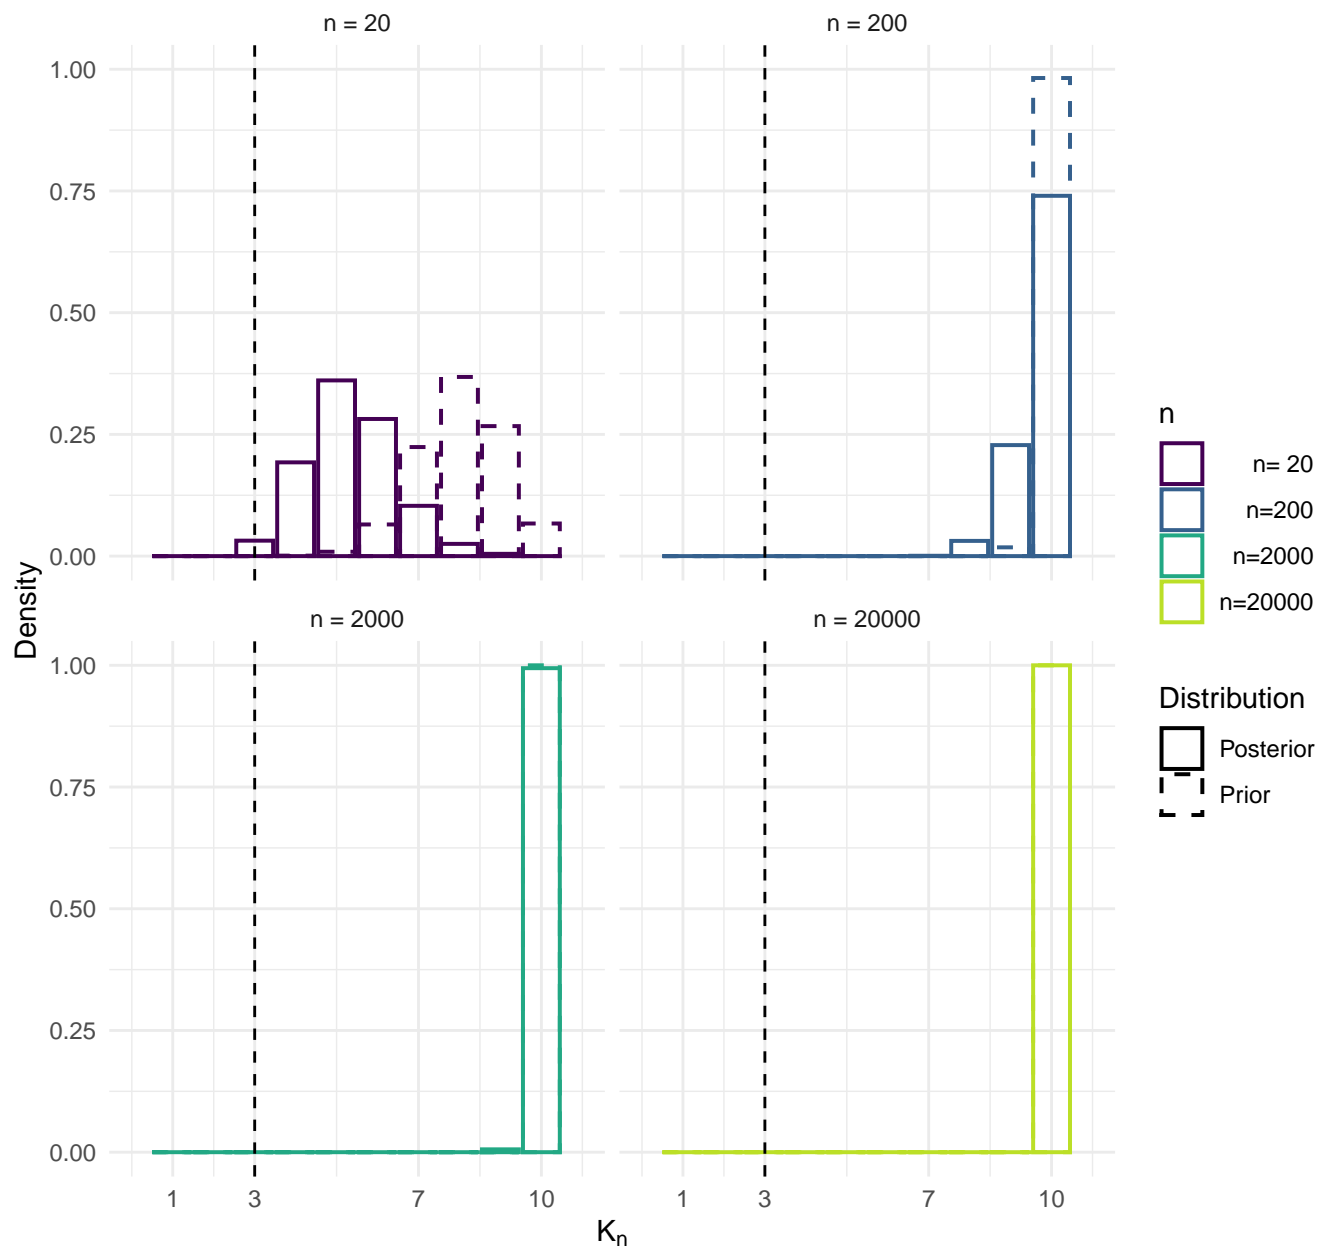 n = 20
n = 200
1.00
0.75
0.50
0.25
0.00
n = 2000
n = 20000
1.00
0.75
0.50
0.25
0.00
1 3 7 10
1 3 7 10
Density
Kn
n
n= 20
n=200
n=2000
n=20000
Distribution
Posterior
Prior